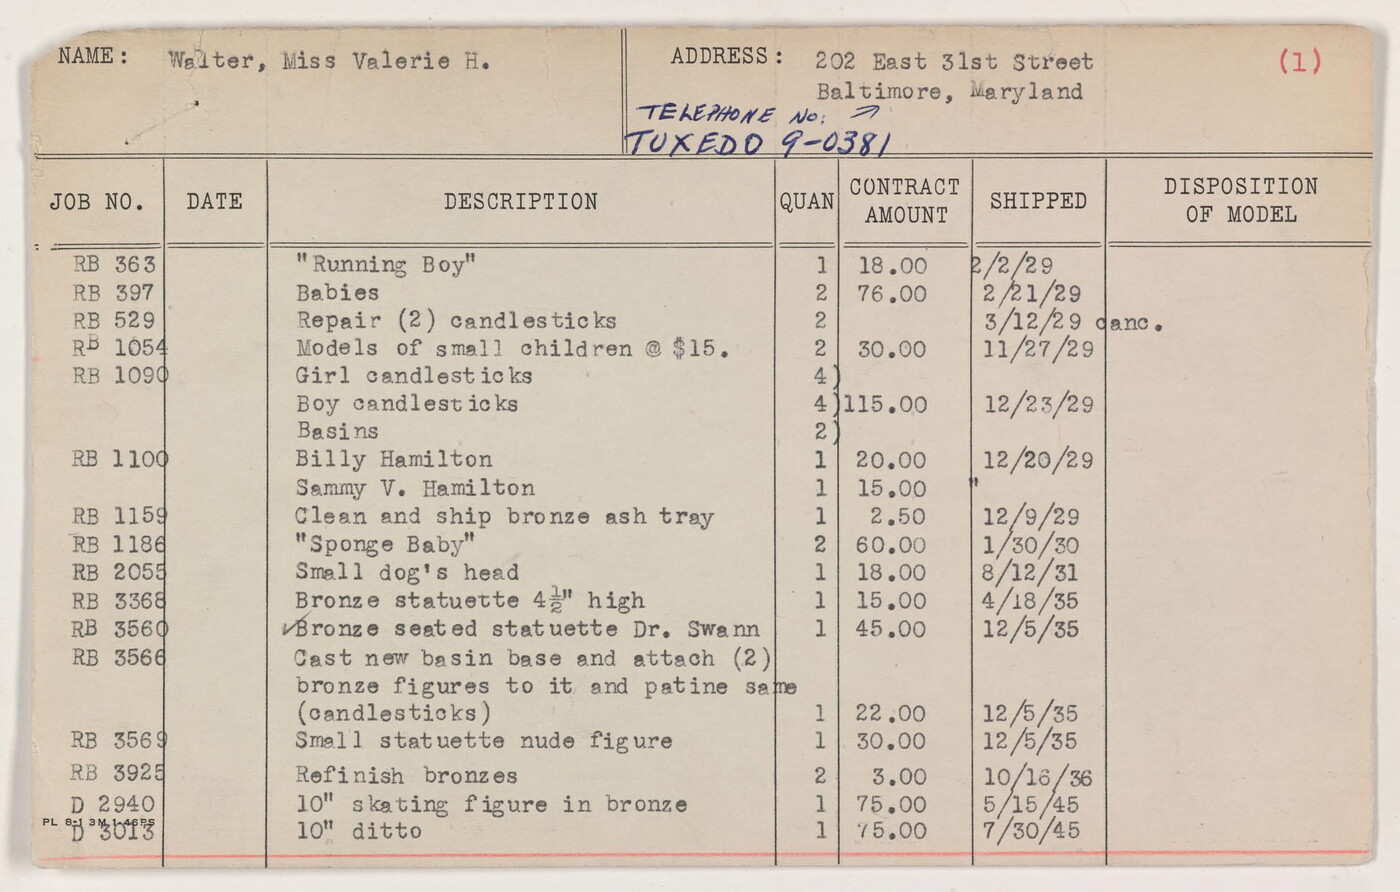 NAME: Walter, Miss Valerie H. ADDRESS: 202 East 31st Street (1)
Baltimore, Maryland
TELEPHONE No:
TUXEDO 9-0381
JOB NO. DATE DESCRIPTION QUAN CONTRACT AMOUNT SHIPPED DISPOSITION OF MODEL
RB 363 "Running Boy" 1 18.00 2/2/29
RB 397 Babies 2 76.00 2/21/29
RB 529 Repair (2) candlesticks 2 3/12/29 canc.
RB 1054 Models of small children @ $15. 2 30.00 11/27/29
RB 1090 Girl candlesticks 4)
Boy candlesticks 4)115.00 12/23/29
Basins 2)
RB 1100 Billy Hamilton 1 20.00 12/20/29
Sammy V. Hamilton 1 15.00 "
RB 1159 Clean and ship bronze ash tray 1 2.50 12/9/29
RB 1186 "Sponge Baby" 2 60.00 1/30/30
RB 2055 Small dog's head 1 18.00 8/12/31
RB 3368 Bronze statuette 4½" high 1 15.00 4/18/35
RB 3560 ✓Bronze seated statuette Dr. Swann 1 45.00 12/5/35
RB 3566 Cast new basin base and attach (2)
bronze figures to it and patine same
(candlesticks) 1 22.00 12/5/35
RB 3569 Small statuette nude figure 1 30.00 12/5/35
RB 3925 Refinish bronzes 2 3.00 10/16/36
D 2940 10" skating figure in bronze 1 75.00 5/15/45
PL 8-1 3M 1-46FS
D 3013 10" ditto 1 75.00 7/30/45